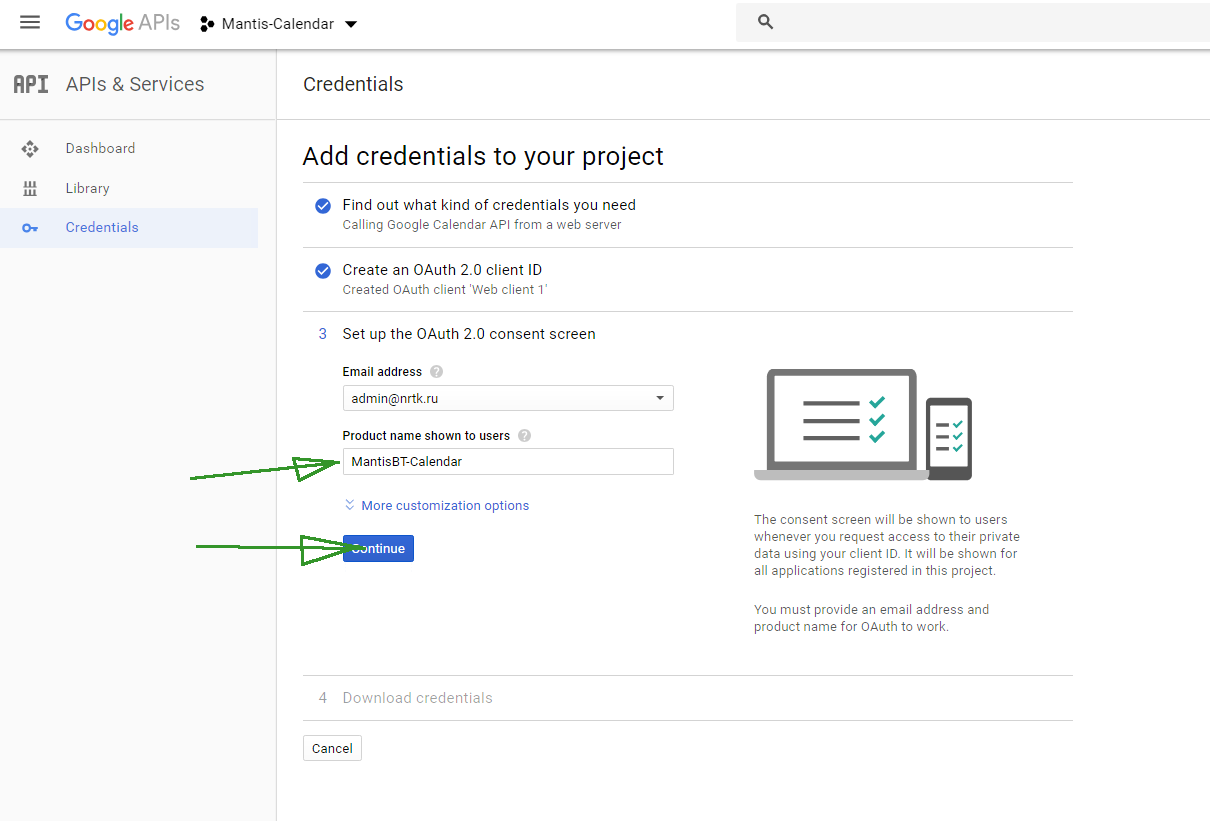 Google APIs
Mantis-Calendar
API APIs & Services
Credentials
Dashboard
Library
Credentials
Add credentials to your project
Find out what kind of credentials you need
Calling Google Calendar API from a web server
Create an OAuth 2.0 client ID
Created OAuth client 'Web client 1'
3 Set up the OAuth 2.0 consent screen
Email address ?
admin@nrtk.ru
Product name shown to users ?
MantisBT-Calendar
More customization options
Continue
The consent screen will be shown to users
whenever you request access to their private
data using your client ID. It will be shown for
all applications registered in this project.
You must provide an email address and
product name for OAuth to work.
4 Download credentials
Cancel